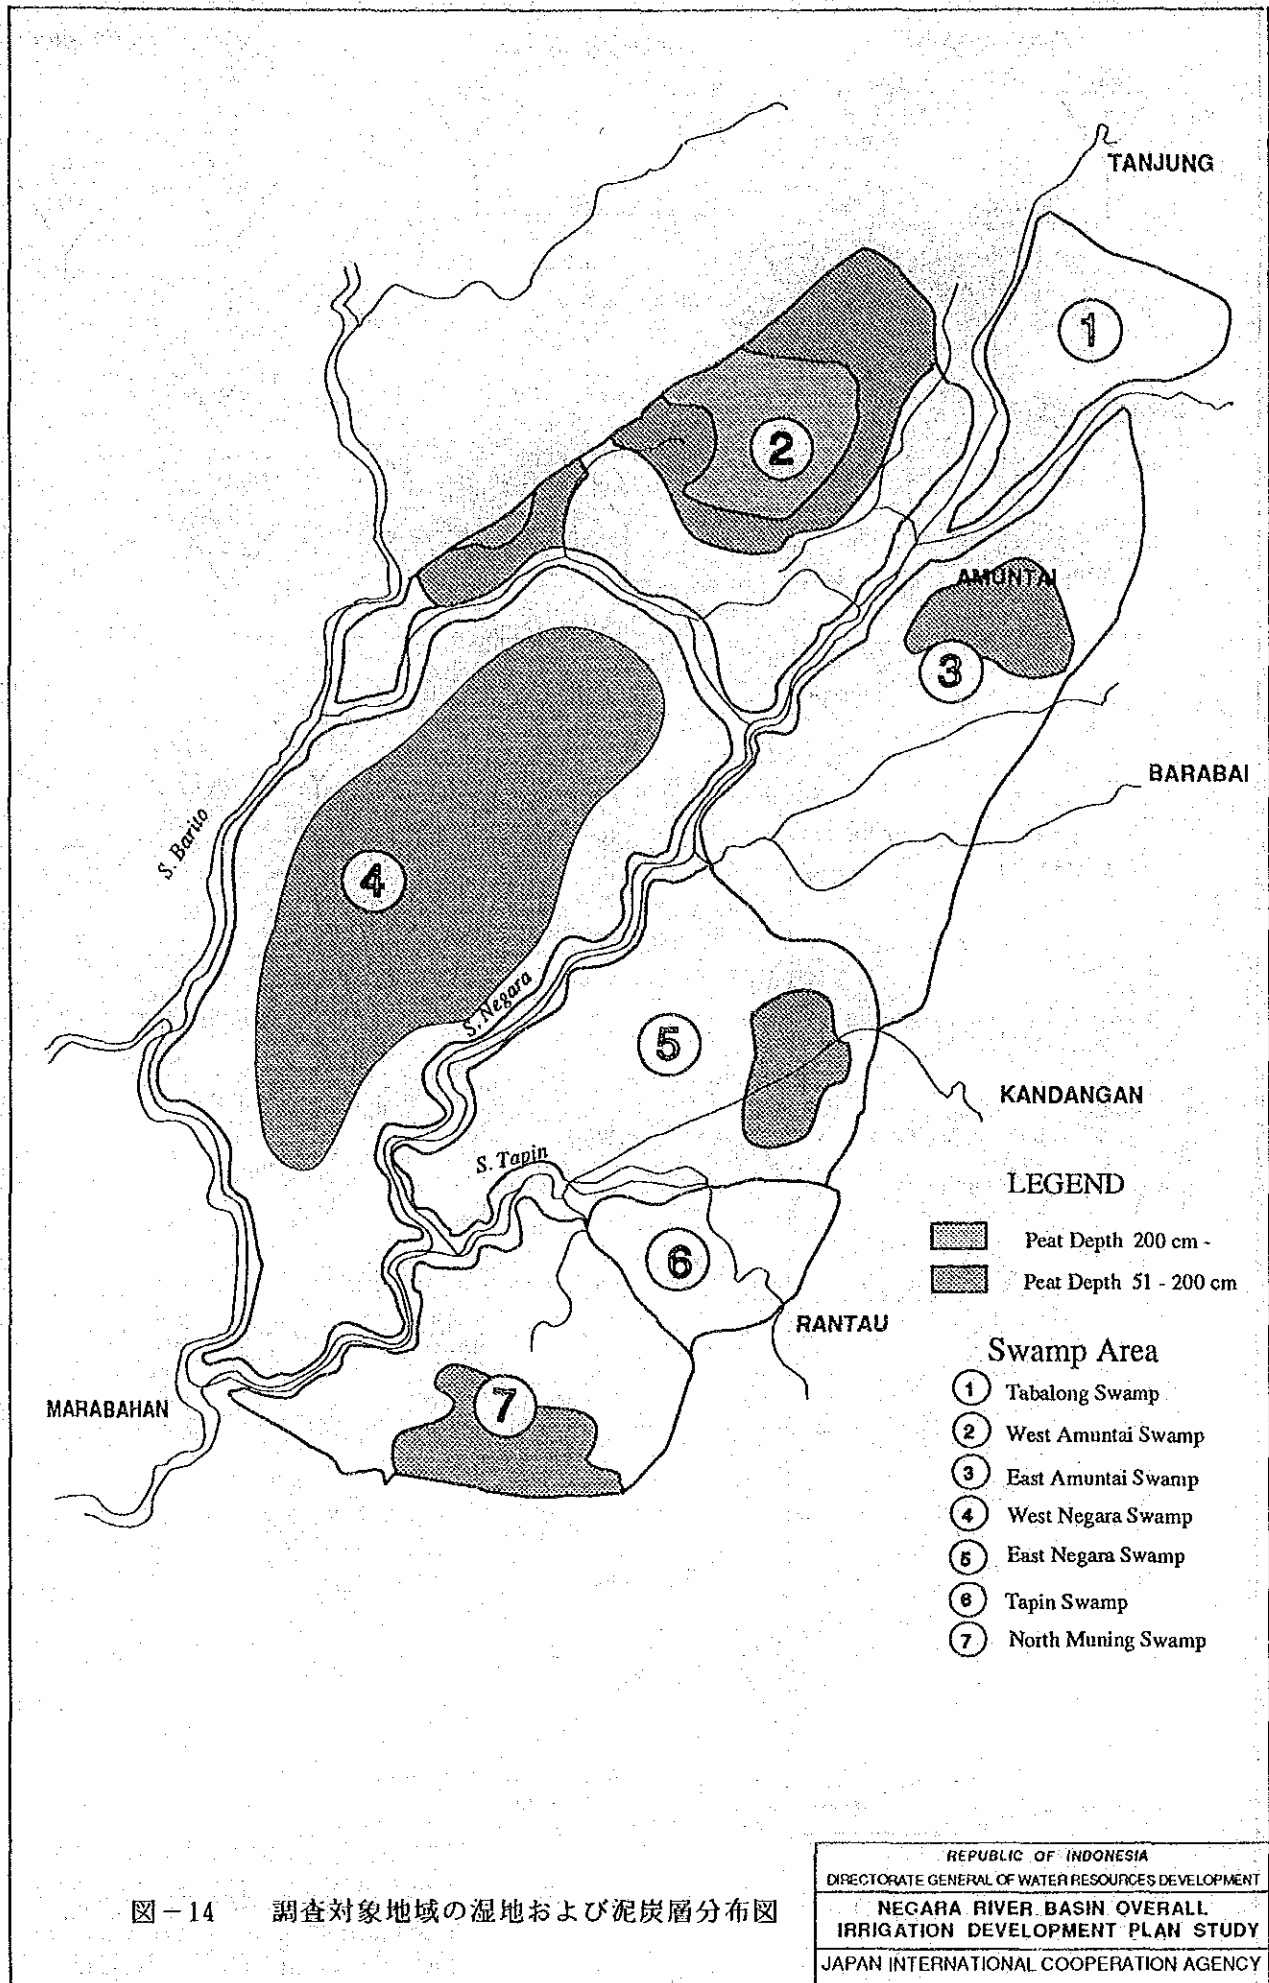 TANJUNG
1
2
AMUNTAI
3
BARABAI
S. Barito
4
S. Negara
5
KANDANGAN
S. Tapin
LEGEND
Peat Depth 200 cm -
Peat Depth 51 - 200 cm
6
RANTAU
7
MARABAHAN
Swamp Area
1 Tabalong Swamp
2 West Amuntai Swamp
3 East Amuntai Swamp
4 West Negara Swamp
5 East Negara Swamp
6 Tapin Swamp
7 North Muning Swamp
図-14 調査対象地域の湿地および泥炭層分布図
REPUBLIC OF INDONESIA
DIRECTORATE GENERAL OF WATER RESOURCES DEVELOPMENT
NEGARA RIVER BASIN OVERALL
IRRIGATION DEVELOPMENT PLAN STUDY
JAPAN INTERNATIONAL COOPERATION AGENCY